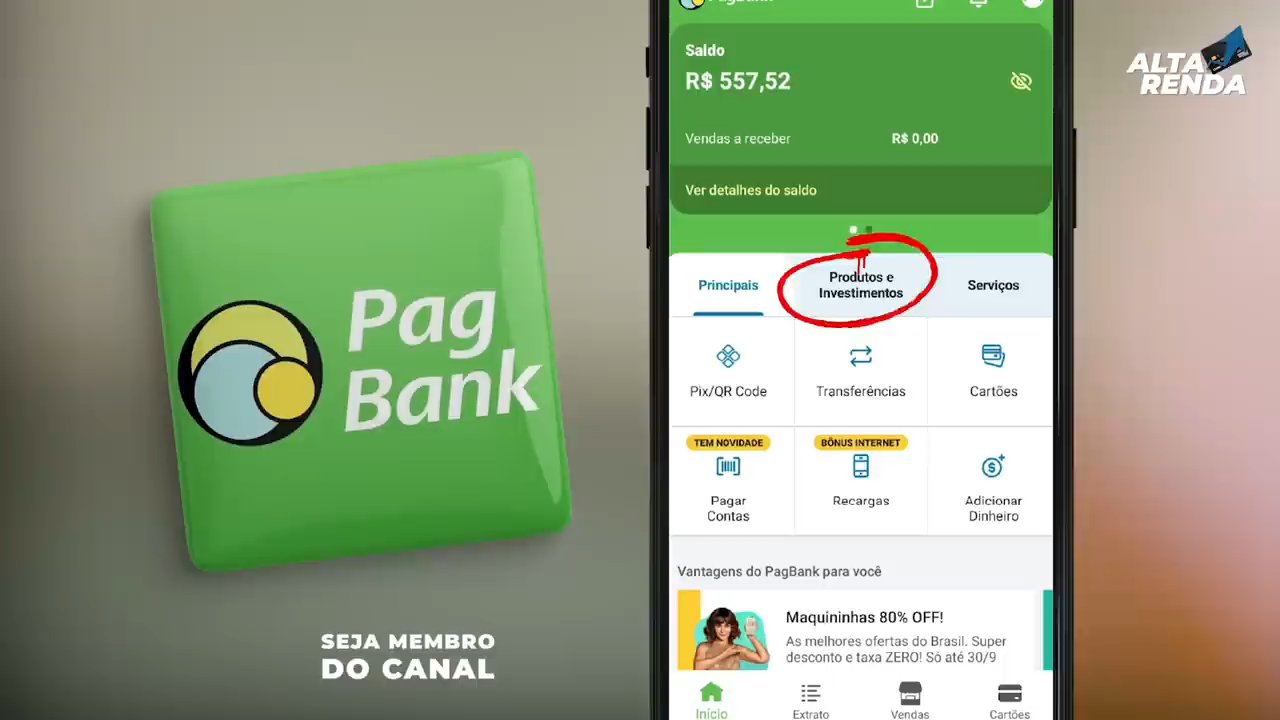 PagBank
ALTA
RENDA
Saldo
R$ 557,52
Vendas a receber
R$ 0,00
Ver detalhes do saldo
Principais
Produtos e
Investimentos
Serviços
Pix/QR Code
Transferências
Cartões
TEM NOVIDADE
BÔNUS INTERNET
Pagar
Contas
Recargas
Adicionar
Dinheiro
Pag
Bank
Vantagens do PagBank para você
Maquininhas 80% OFF!
As melhores ofertas do Brasil. Super
desconto e taxa ZERO! Só até 30/9
SEJA MEMBRO
DO CANAL
Início
Extrato
Vendas
Cartões